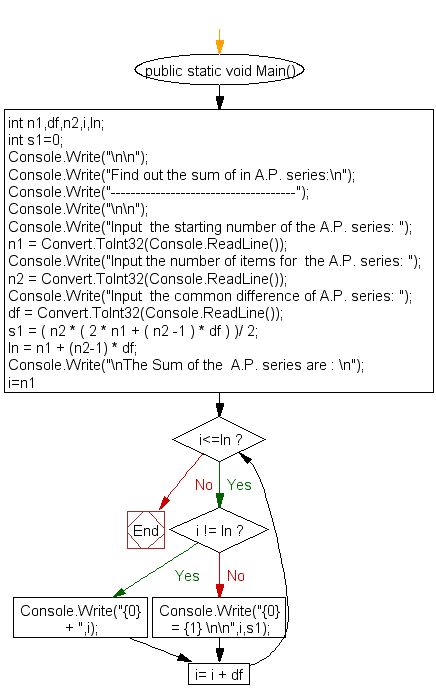 public static void Main()
int n1,df,n2,i,ln;
int s1=0;
Console.Write("\n\n");
Console.Write("Find out the sum of in A.P. series:\n");
Console.Write("-------------------------------------");
Console.Write("\n\n");
Console.Write("Input  the starting number of the A.P. series: ");
n1 = Convert.ToInt32(Console.ReadLine());
Console.Write("Input the number of items for  the A.P. series: ");
n2 = Convert.ToInt32(Console.ReadLine());
Console.Write("Input  the common difference of A.P. series: ");
df = Convert.ToInt32(Console.ReadLine());
s1 = ( n2 * ( 2 * n1 + ( n2 -1 ) * df ) )/ 2;
ln = n1 + (n2-1) * df;
Console.Write("\nThe Sum of the  A.P. series are : \n");
i=n1
i<=ln ?
No
Yes
End
i != ln ?
Yes
No
Console.Write("{0}
+ ",i);
Console.Write("{0}
= {1} \n\n",i,s1);
i= i + df